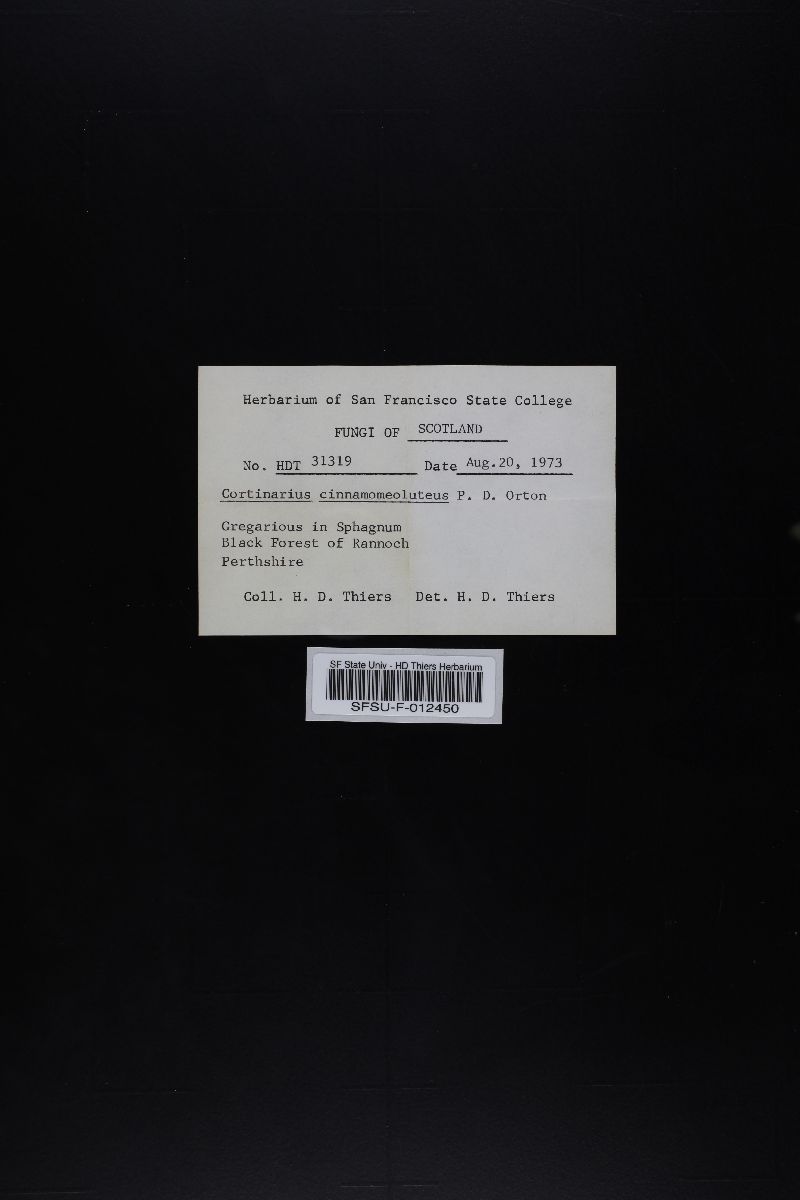 Herbarium of San Francisco State College
FUNGI OF SCOTLAND
No. HDT 31319 Date Aug.20, 1973
Cortinarius cinnamomeoluteus P. D. Orton
Gregarious in Sphagnum
Black Forest of Rannoch
Perthshire
Coll. H. D. Thiers Det. H. D. Thiers
SF State Univ - HD Thiers Herbarium
SFSU-F-012450